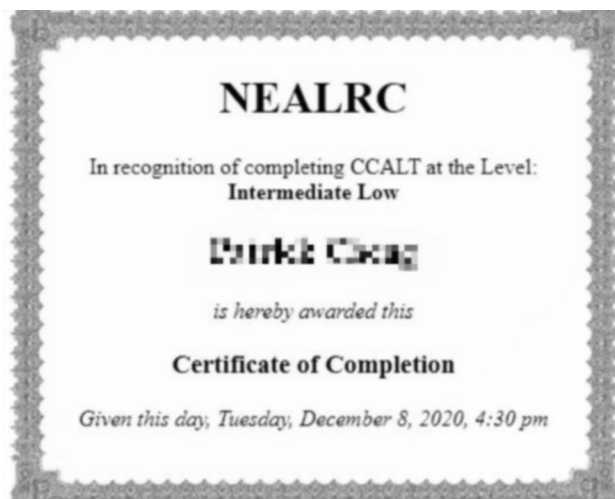 NEALRC
In recognition of completing CCALT at the Level:
Intermediate Low
is hereby awarded this
Certificate of Completion
Given this day, Tuesday, December 8, 2020, 4:30 pm